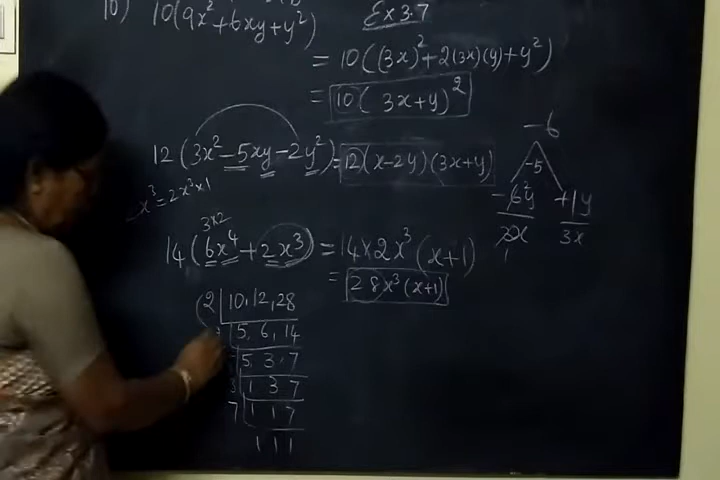 10) 10(9x²+6xy+y²)
Ex 3.7
= 10((3x)²+2(3x)(y)+y²)
= 10(3x+y)²
12(3x²-5xy-2y²)=12(x-2y)(3x+y)
-6
-5
+1y
3x
x³=2x³×1
3×2
14(6x⁴+2x³)=14×2x³(x+1)
= 28x³(x+1)
2 | 10,12,28
5, 6, 14
5, 3, 7
3 | 1 3 7
7 | 1 1 7
1 1 1